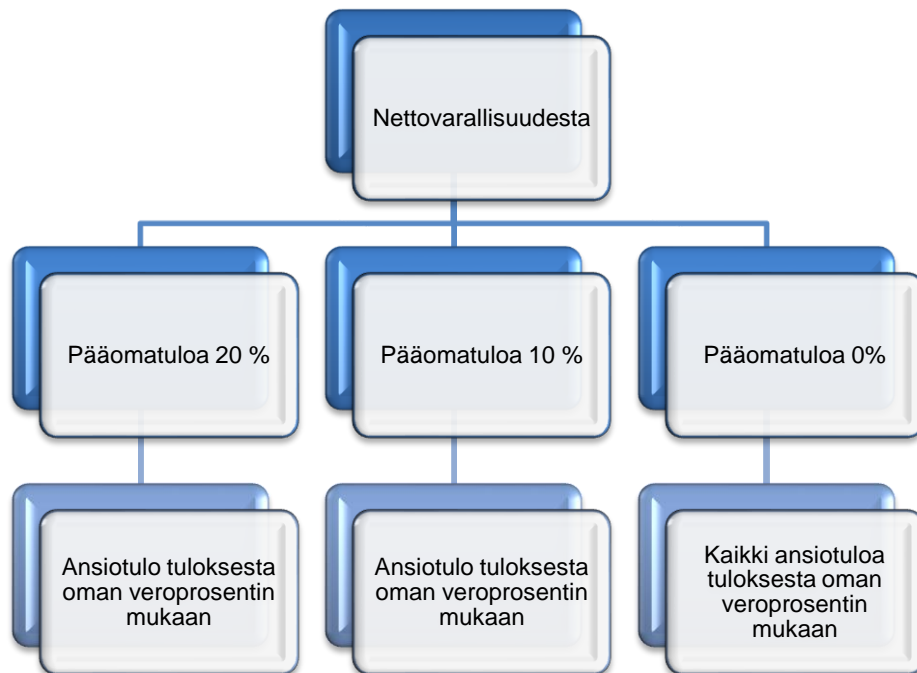 Nettovarallisuudesta
Pääomatuloa 20 %
Pääomatuloa 10 %
Pääomatuloa 0%
Ansiotulo tuloksesta
oman veroprosentin
mukaan
Ansiotulo tuloksesta
oman veroprosentin
mukaan
Kaikki ansiotuloa
tuloksesta oman
veroprosentin
mukaan